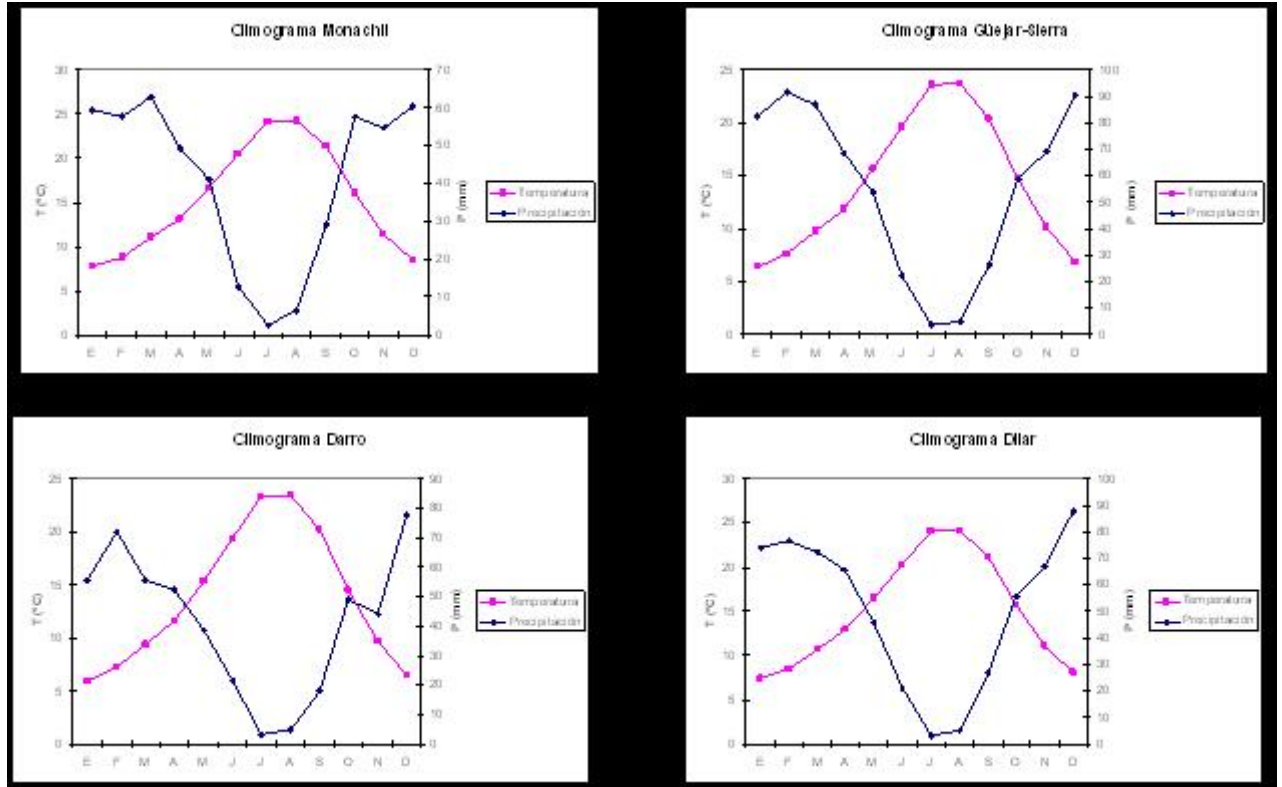 Climograma Monachil
30
25
20
15
10
5
0
T (ºC)
70
60
50
40
30
20
10
0
P (mm)
E F M A M J J A S O N D
Temperatura
Precipitación
Climograma Güejar-Sierra
25
20
15
10
5
0
T (ºC)
100
90
80
70
60
50
40
30
20
10
0
P (mm)
E F M A M J J A S O N D
Temperatura
Precipitación
Climograma Darro
25
20
15
10
5
0
T (ºC)
90
80
70
60
50
40
30
20
10
0
P (mm)
E F M A M J J A S O N D
Temperatura
Precipitación
Climograma Dilar
30
25
20
15
10
5
0
T (ºC)
100
90
80
70
60
50
40
30
20
10
0
P (mm)
E F M A M J J A S O N D
Temperatura
Precipitación